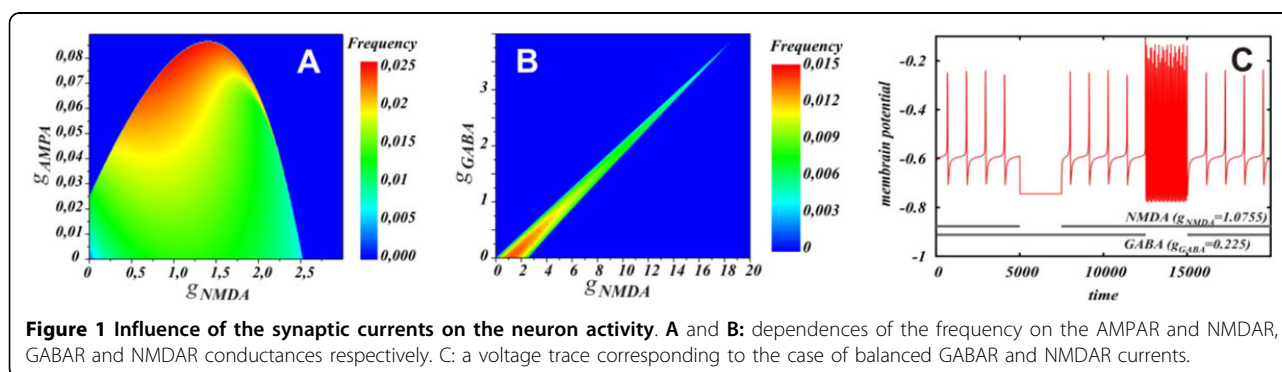 A
Frequency
0,025
0,02
0,015
0,01
0,005
0,000
g_AMPA
0,08
0,07
0,06
0,05
0,04
0,03
0,02
0,01
0
0 0,5 1,0 1,5 2,0 2,5
g_NMDA
B
Frequency
0,015
0,012
0,009
0,006
0,003
0
g_GABA
3
2
1
0
0 2 4 6 8 10 12 14 16 18 20
g_NMDA
C
membrain potential
-0.2
-0.4
-0.6
-0.8
-1
NMDA (g_NMDA=1.0755)
GABA (g_GABA=0.225)
0 5000 10000 15000
time
Figure 1 Influence of the synaptic currents on the neuron activity. A and B: dependences of the frequency on the AMPAR and NMDAR,
GABAR and NMDAR conductances respectively. C: a voltage trace corresponding to the case of balanced GABAR and NMDAR currents.